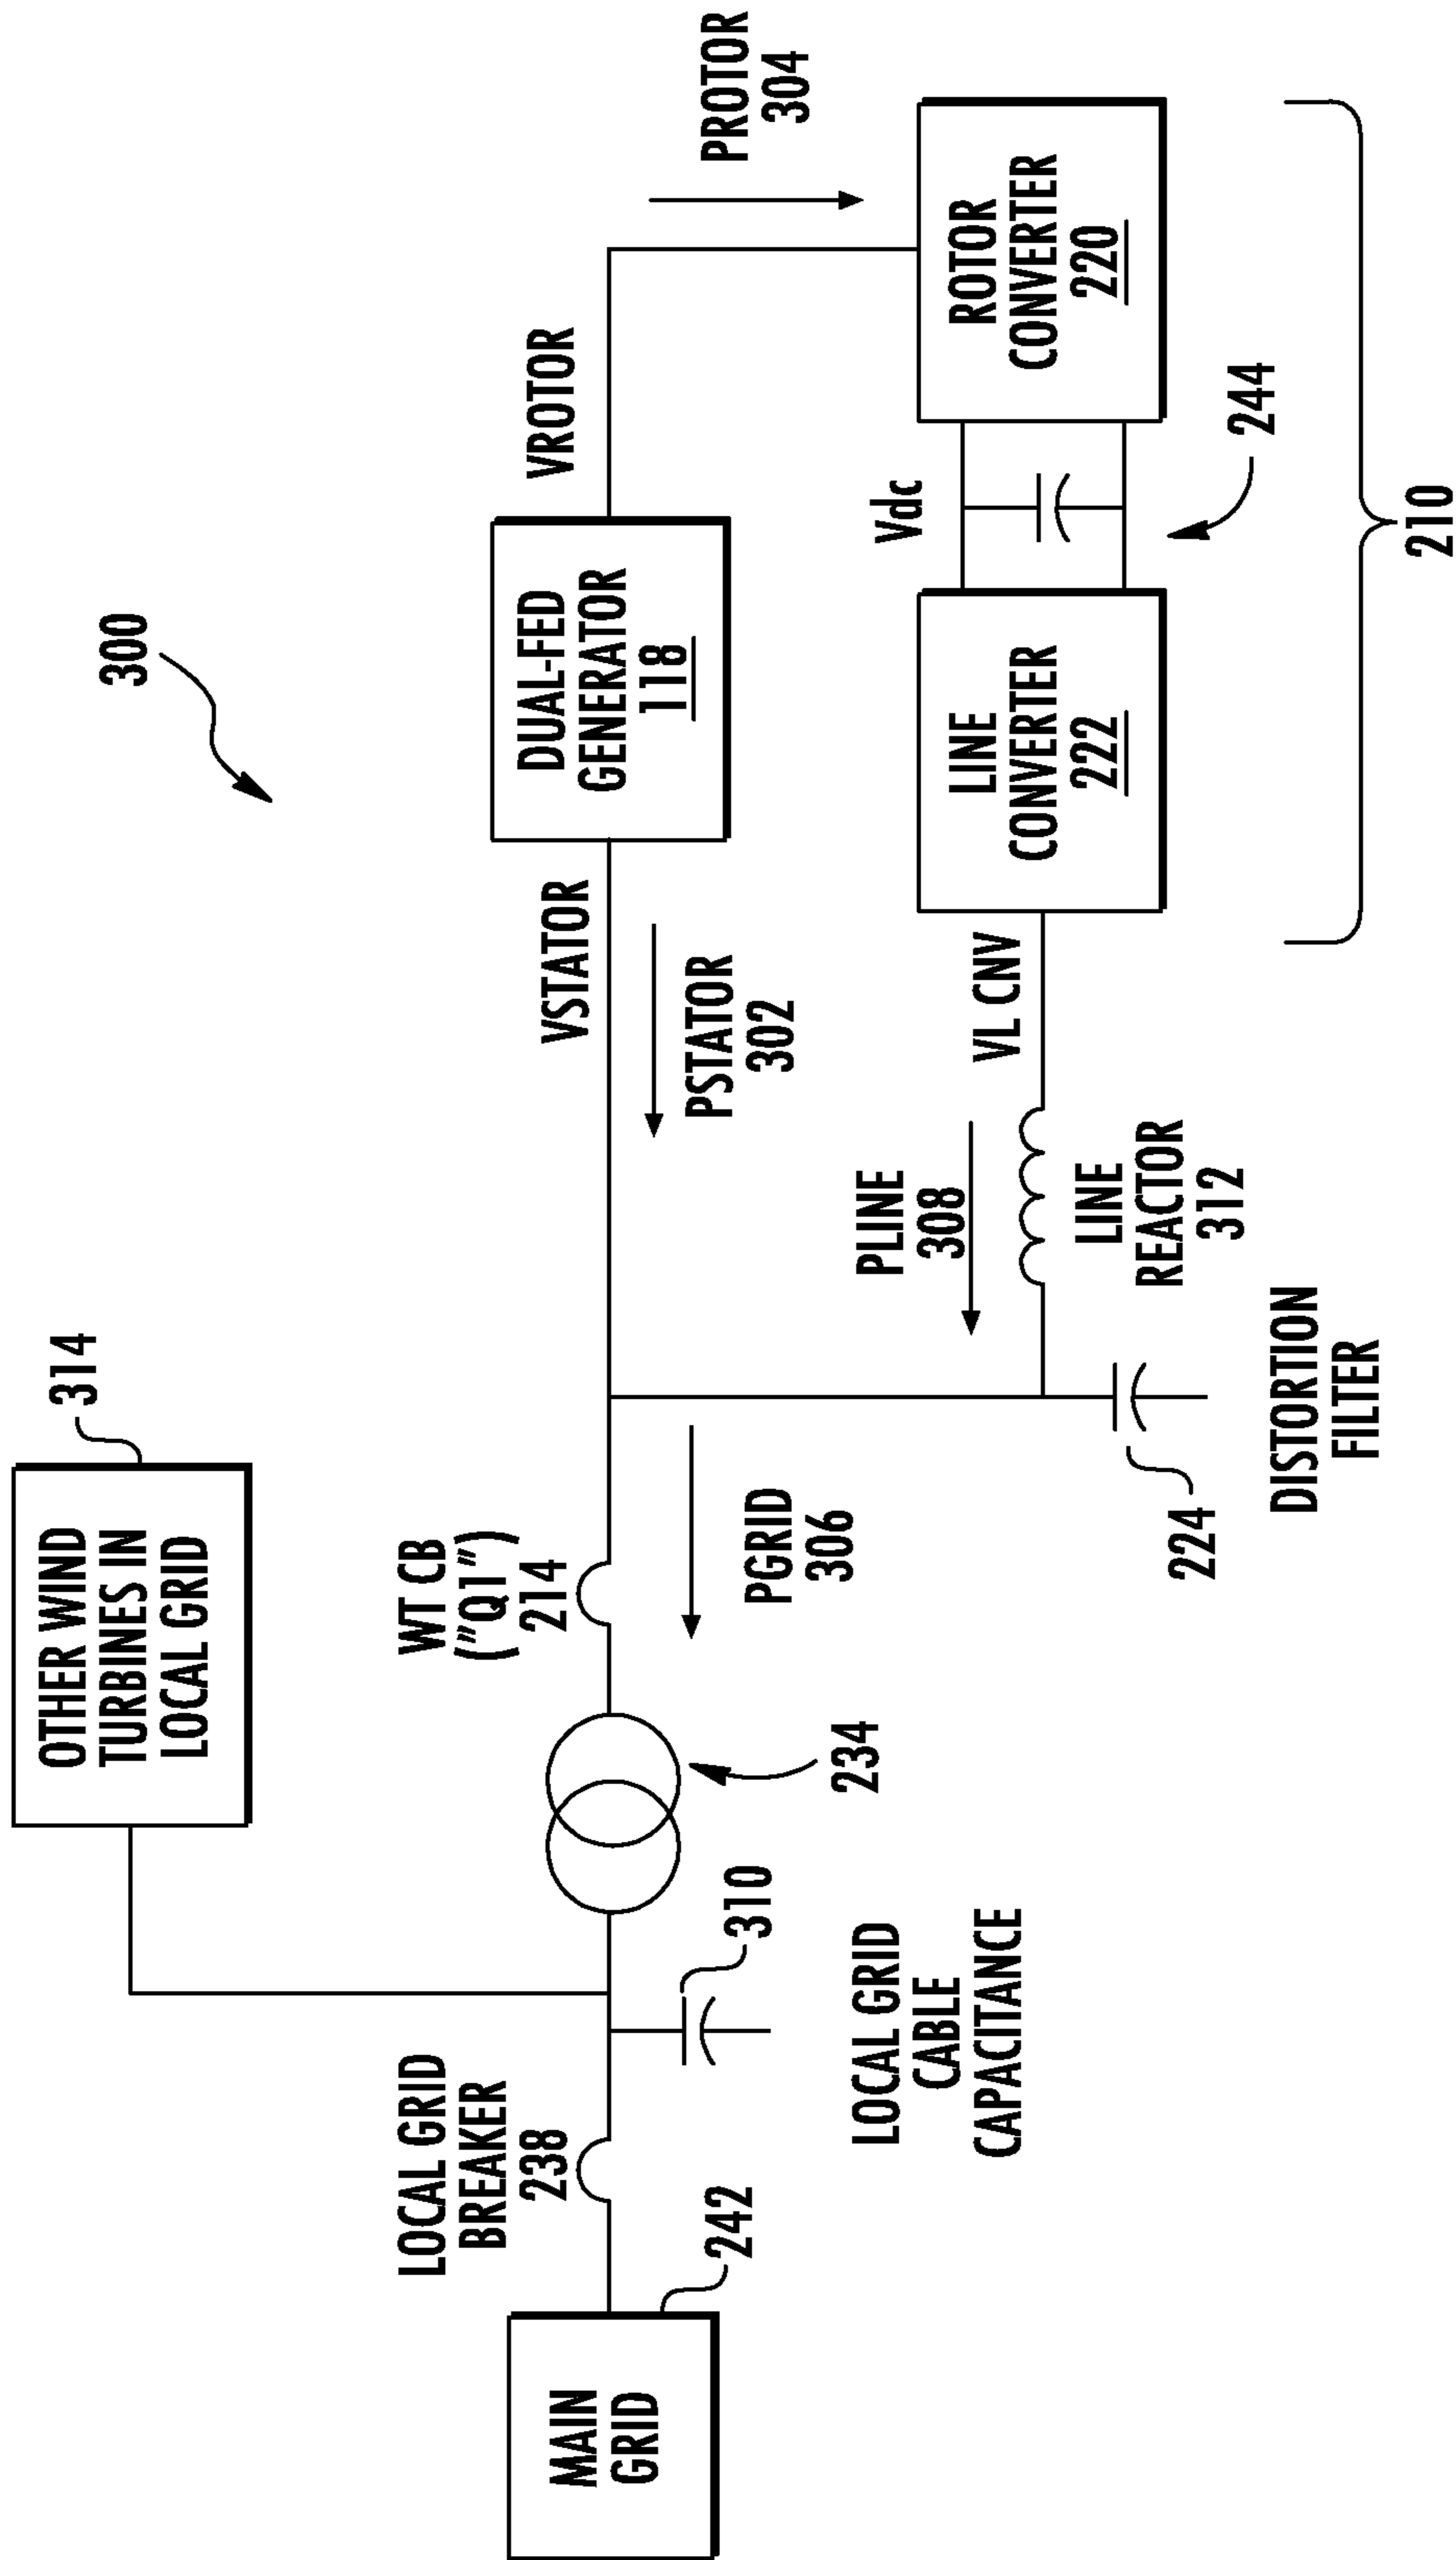 300
OTHER WIND
TURBINES IN
LOCAL GRID
314
MAIN
GRID
242
LOCAL GRID
BREAKER
238
310
LOCAL GRID
CABLE
CAPACITANCE
234
WT CB
("Q1")
214
PGRID
306
VSTATOR
PSTATOR
302
DUAL-FED
GENERATOR
118
VROTOR
PROTOR
304
224
DISTORTION
FILTER
PLINE
308
LINE
REACTOR
312
VL CNV
LINE
CONVERTER
222
Vdc
244
ROTOR
CONVERTER
220
210